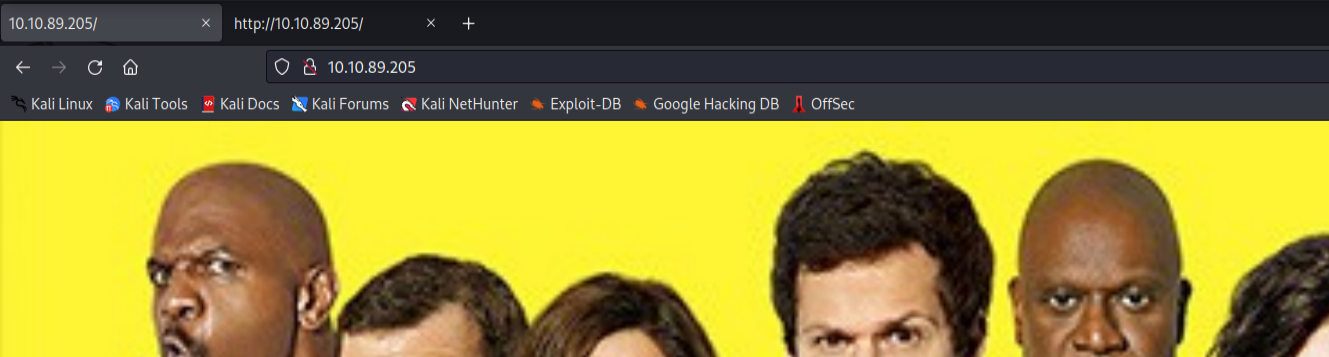 10.10.89.205/ http://10.10.89.205/
10.10.89.205
Kali Linux Kali Tools Kali Docs Kali Forums Kali NetHunter Exploit-DB Google Hacking DB OffSec